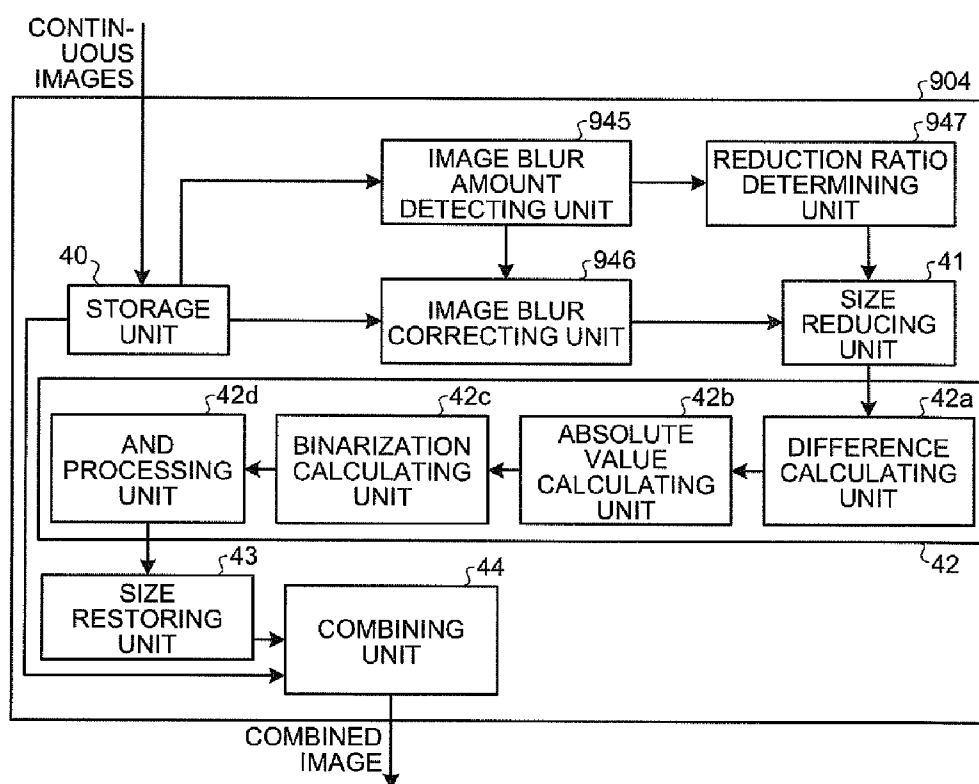 CONTIN-
UOUS
IMAGES
904
945
IMAGE BLUR
AMOUNT
DETECTING UNIT
947
REDUCTION RATIO
DETERMINING
UNIT
40
STORAGE
UNIT
946
IMAGE BLUR
CORRECTING UNIT
41
SIZE
REDUCING
UNIT
42d
AND
PROCESSING
UNIT
42c
BINARIZATION
CALCULATING
UNIT
42b
ABSOLUTE
VALUE
CALCULATING
UNIT
42a
DIFFERENCE
CALCULATING
UNIT
42
43
SIZE
RESTORING
UNIT
44
COMBINING
UNIT
COMBINED
IMAGE